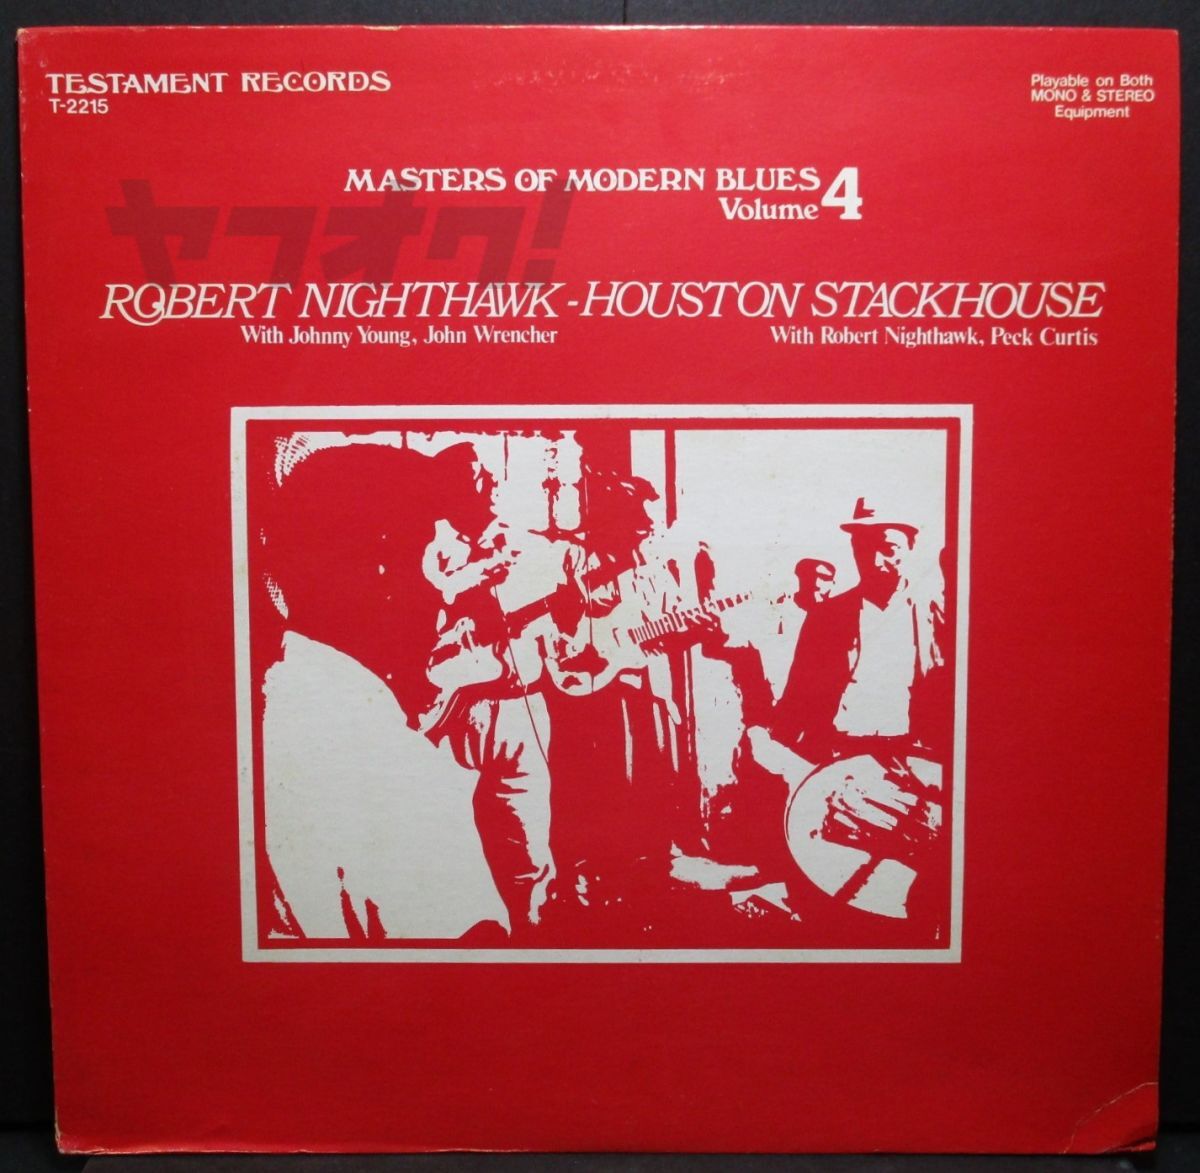 TESTAMENT RECORDS
T-2215
Playable on Both
MONO & STEREO
Equipment
MASTERS OF MODERN BLUES
Volume 4
ヤフオク!
ROBERT NIGHTHAWK - HOUSTON STACKHOUSE
With Johnny Young, John Wrencher
With Robert Nighthawk, Peck Curtis